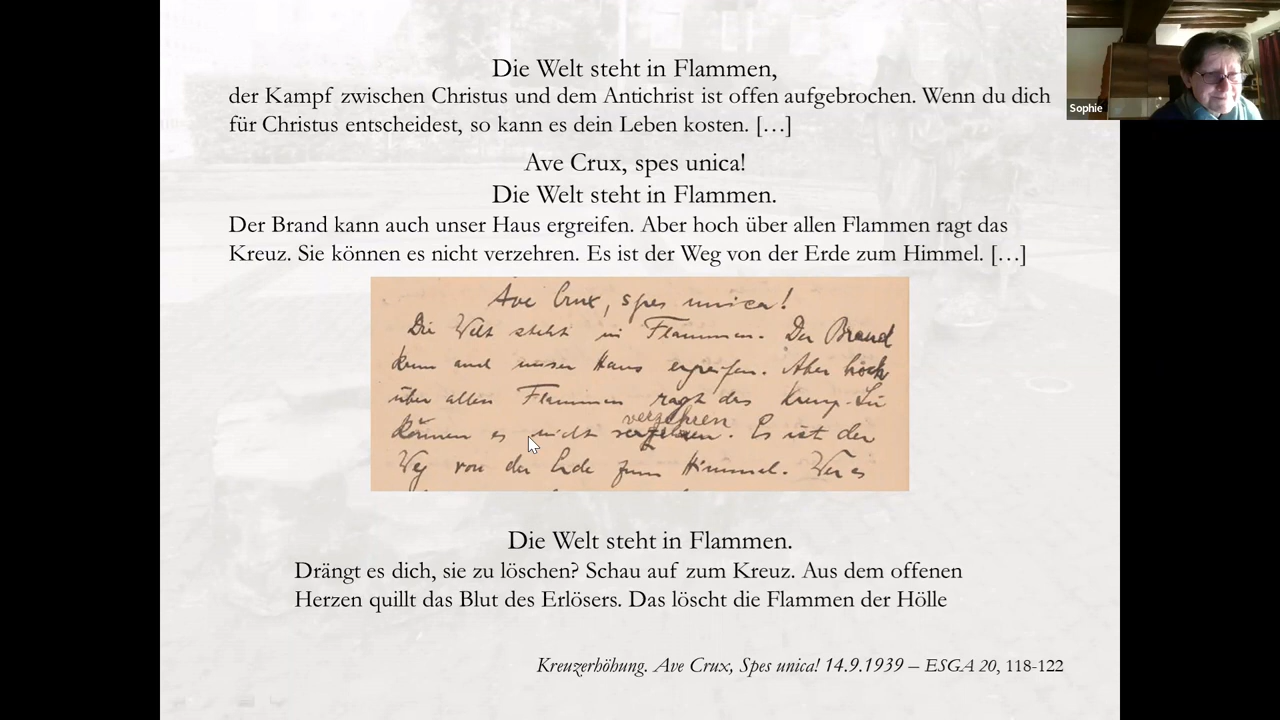 Die Welt steht in Flammen,
der Kampf zwischen Christus und dem Antichrist ist offen aufgebrochen. Wenn du dich
für Christus entscheidest, so kann es dein Leben kosten. […]
Ave Crux, spes unica!
Die Welt steht in Flammen.
Der Brand kann auch unser Haus ergreifen. Aber hoch über allen Flammen ragt das
Kreuz. Sie können es nicht verzehren. Es ist der Weg von der Erde zum Himmel. […]
Ave Crux, spes unica!
Die Welt steht in Flammen. Der Brand
kann auch unser Haus ergreifen. Aber hoch
über allen Flammen ragt das Kreuz. Sie
verzehren
können es nicht. Es ist der
Weg von der Erde zum Himmel. Wer es
Die Welt steht in Flammen.
Drängt es dich, sie zu löschen? Schau auf zum Kreuz. Aus dem offenen
Herzen quillt das Blut des Erlösers. Das löscht die Flammen der Hölle
Kreuzerhöhung. Ave Crux, Spes unica! 14.9.1939 – ESGA 20, 118-122
Sophie